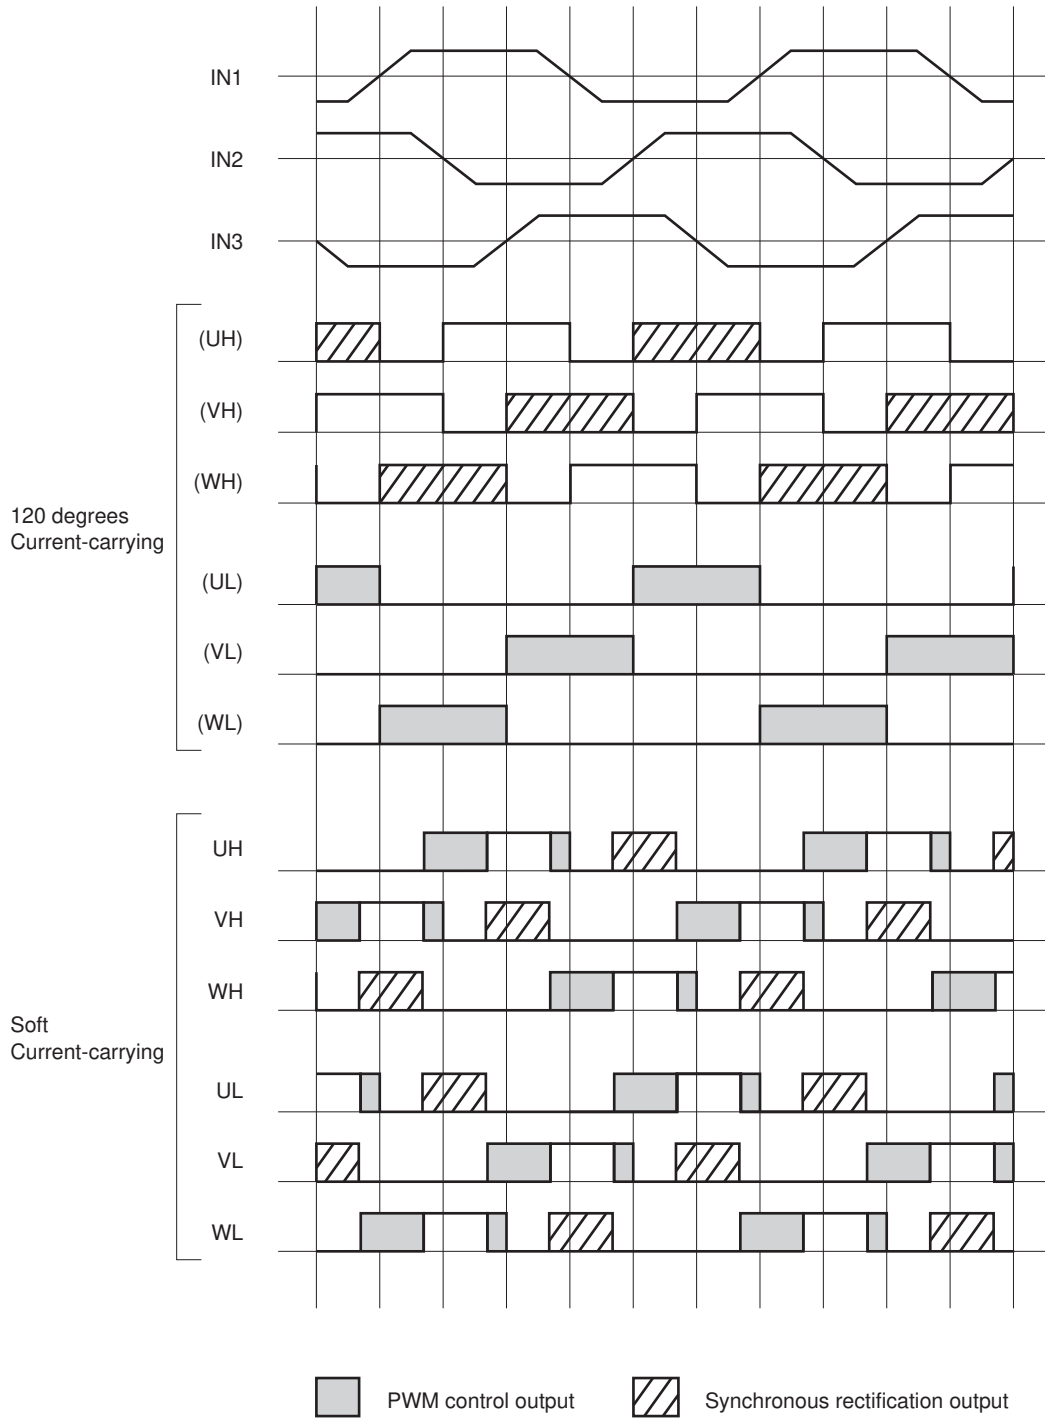 IN1
IN2
IN3
(UH)
(VH)
(WH)
120 degrees
Current-carrying
(UL)
(VL)
(WL)
UH
VH
WH
Soft
Current-carrying
UL
VL
WL
PWM control output
Synchronous rectification output